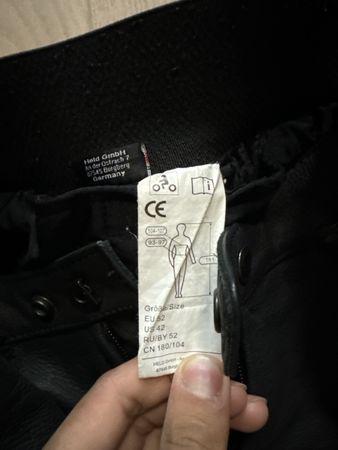 Held GmbH
An der Ostrach 7
87545 Burgberg
Germany
i
CE
104-107
93-97
Größe/Size
EU 52
US 42
RU/BY 52
CN 180/104